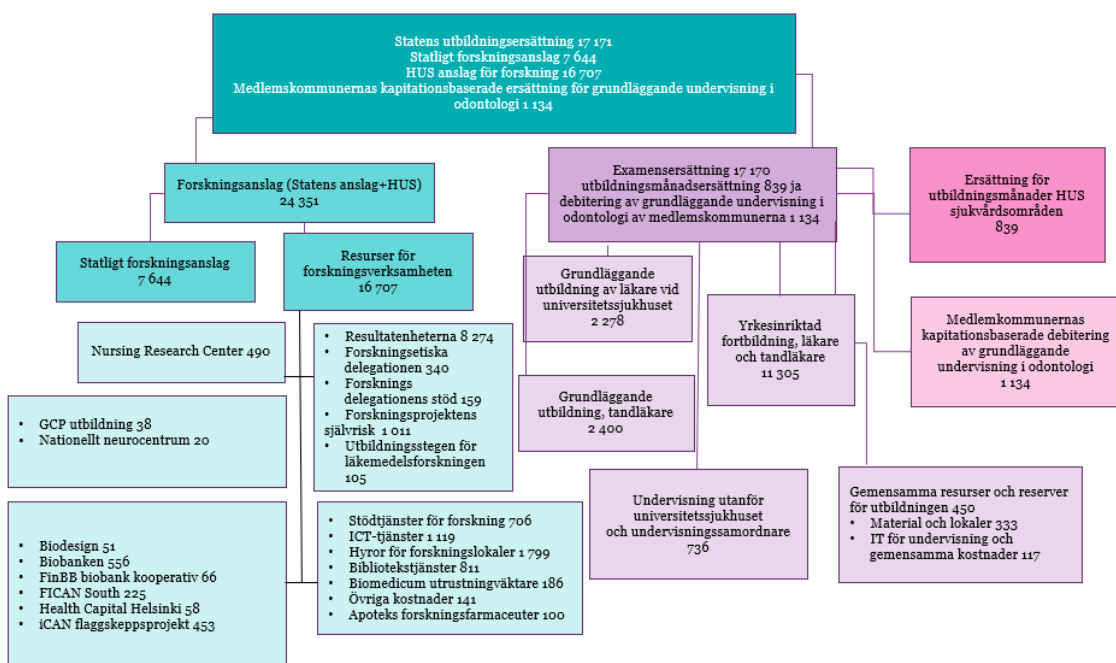 Statens utbildningsersättning 17 171
Statligt forskningsanslag 7 644
HUS anslag för forskning 16 707
Medlemskommunernas kapitationsbaserade ersättning för grundläggande undervisning i
odontologi 1 134
Forskningsanslag (Statens anslag+HUS)
24 351
Examensersättning 17 170
utbildningsmånadsersättning 839 ja
debitering av grundläggande undervisning i
odontologi av medlemskommunerna 1 134
Ersättning för
utbildningsmånader HUS
sjukvårdsområden
839
Statligt forskningsanslag
7 644
Resurser för
forskningsverksamheten
16 707
Grundläggande
utbildning av läkare vid
universitetssjukhuset
2 278
Yrkesinriktad
fortbildning, läkare
och tandläkare
11 305
Medlemkommunernas
kapitationsbaserade debitering
av grundläggande
undervisning i odontologi
1 134
Nursing Research Center 490
• Resultatenheterna 8 274
• Forskningsetiska
delegationen 340
• Forsknings
delegationens stöd 159
• Forskningsprojektens
självrisk 1 011
• Utbildningsstegen för
läkemedelsforskningen
105
Grundläggande
utbildning, tandläkare
2 400
• GCP utbildning 38
• Nationellt neurocentrum 20
Undervisning utanför
universitetssjukhuset
och undervisningssamordnare
736
Gemensamma resurser och reserver
för utbildningen 450
• Material och lokaler 333
• IT för undervisning och
gemensamma kostnader 117
• Biodesign 51
• Biobanken 556
• FinBB biobank kooperativ 66
• FICAN South 225
• Health Capital Helsinki 58
• iCAN flaggskeppsprojekt 453
• Stödtjänster för forskning 706
• ICT-tjänster 1 119
• Hyror för forskningslokaler 1 799
• Bibliotekstjänster 811
• Biomedicum utrustningväktare 186
• Övriga kostnader 141
• Apoteks forskningsfarmaceuter 100